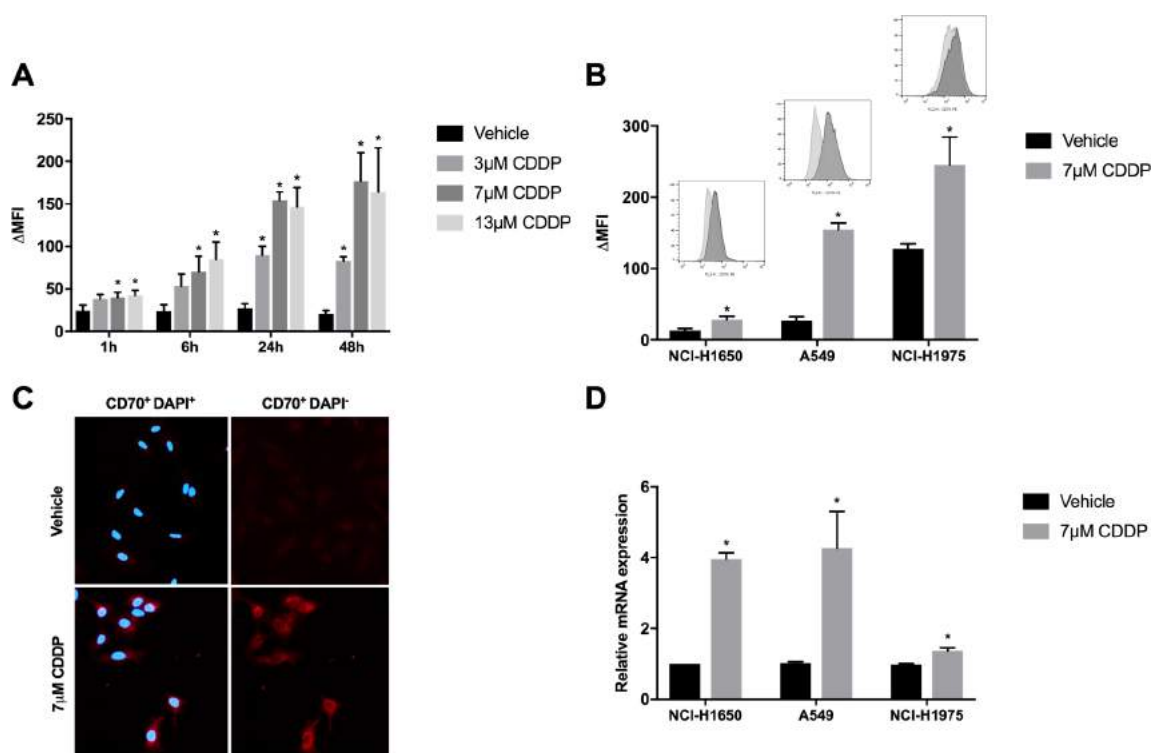 A
ΔMFI
250
200
150
100
50
0
1h 6h 24h 48h
* * * * * * * * * *
Vehicle
3μM CDDP
7μM CDDP
13μM CDDP
B
ΔMFI
300
200
100
0
NCI-H1650 A549 NCI-H1975
* * *
Vehicle
7μM CDDP
C
CD70⁺ DAPI⁺ CD70⁺ DAPI⁻
Vehicle
7μM CDDP
D
Relative mRNA expression
6
4
2
0
NCI-H1650 A549 NCI-H1975
* * *
Vehicle
7μM CDDP